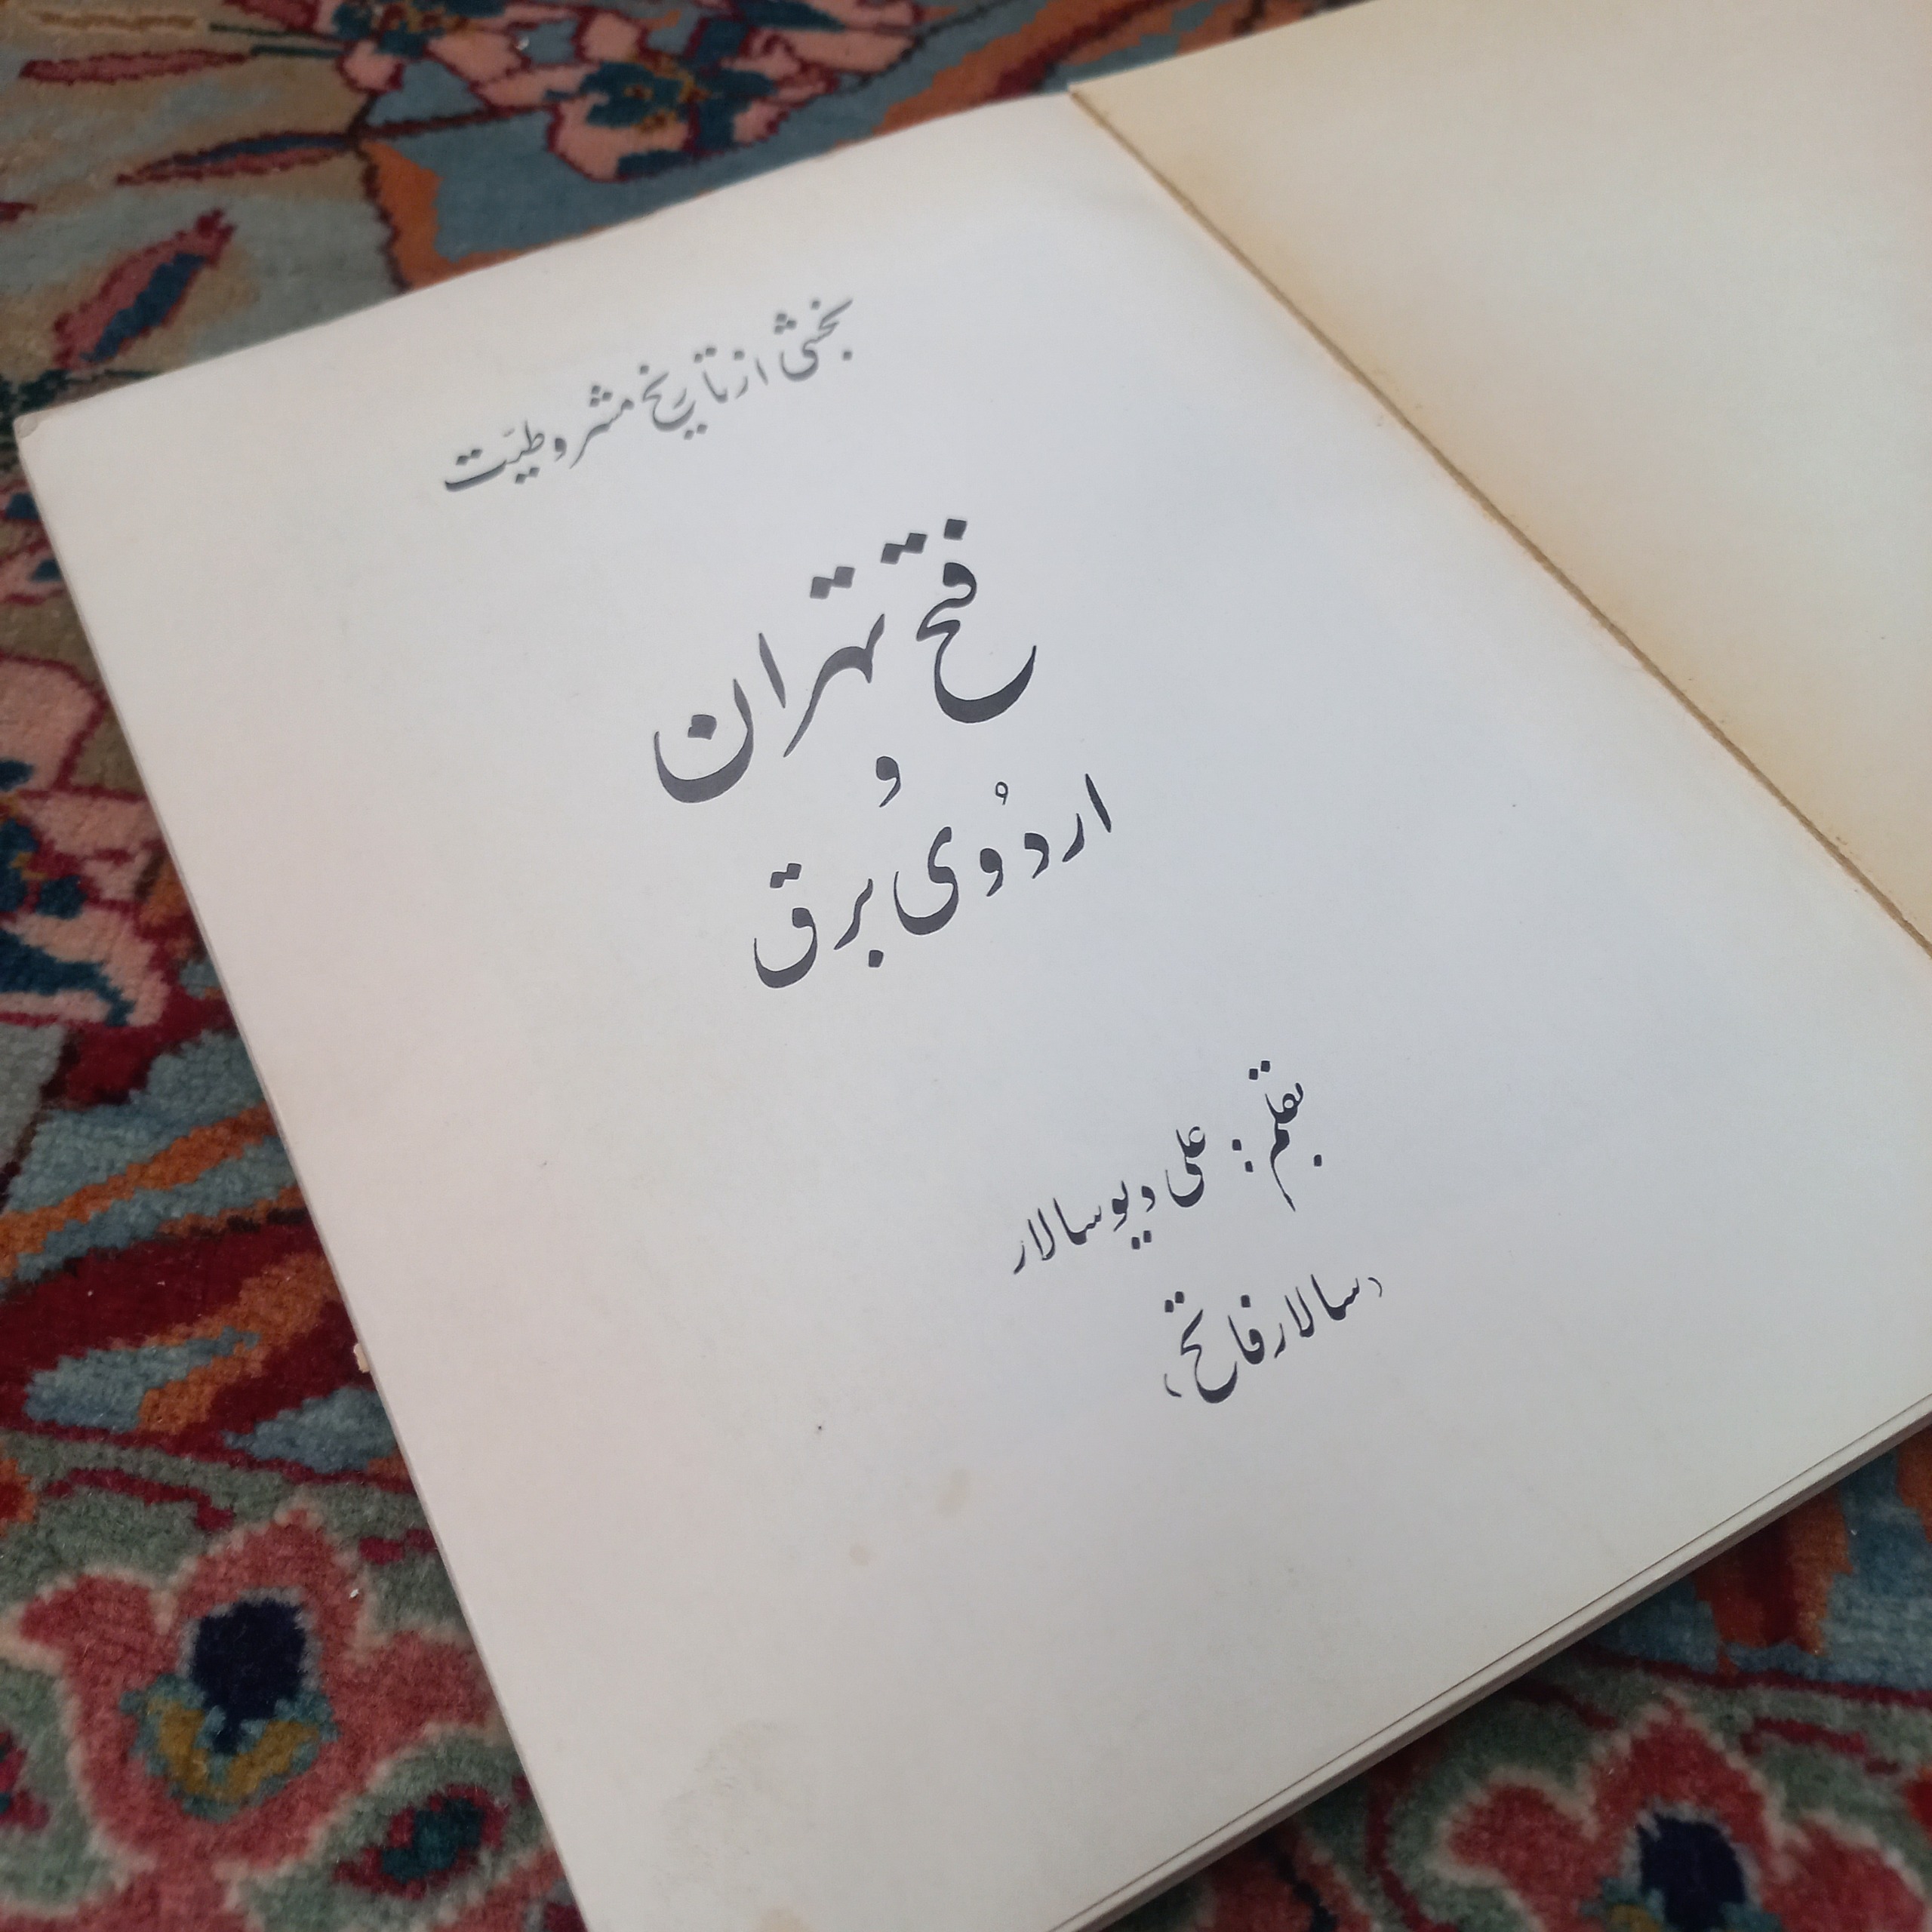 بخشی از تاریخ مشروطیّت
فتح تهران
و
اردُوی برق
بقلم: علی دیوسالار
(سالار فاتح)